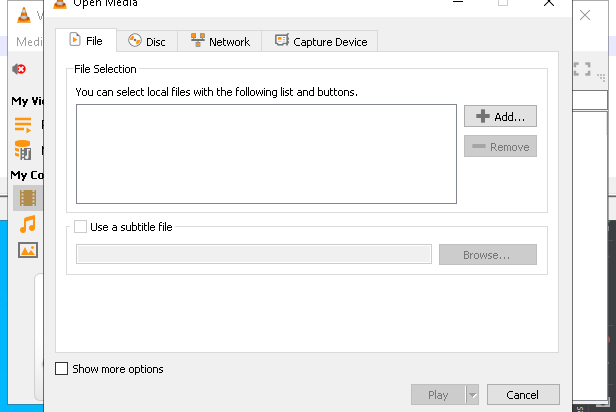 Open Media
Medi
File
Disc
Network
Capture Device
File Selection
You can select local files with the following list and buttons.
Add...
Remove
My Vi
My Co
Use a subtitle file
Browse...
Show more options
Play
Cancel